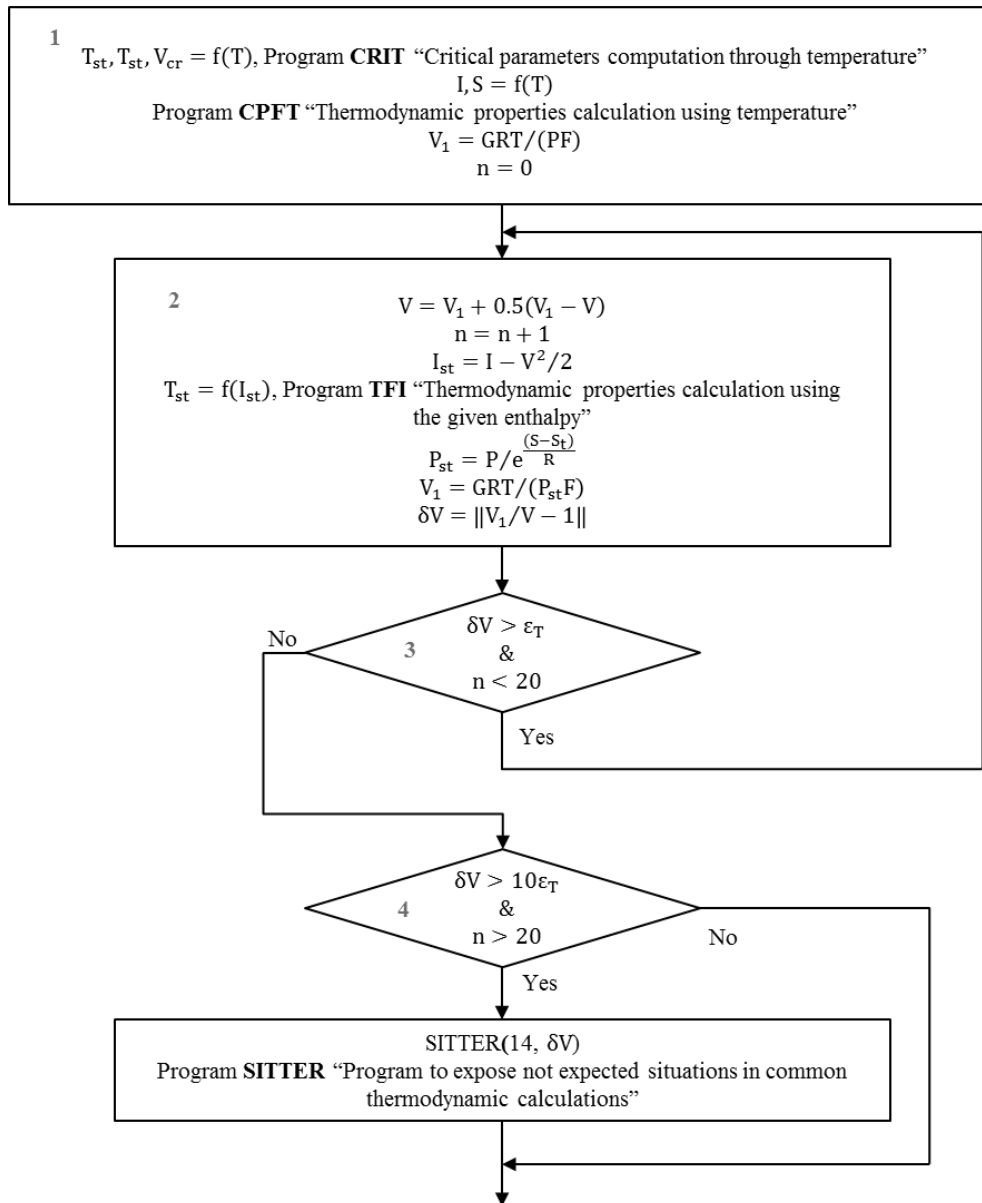 1
T_st, T_st, V_cr = f(T), Program CRIT “Critical parameters computation through temperature”
I, S = f(T)
Program CPFT “Thermodynamic properties calculation using temperature”
V_1 = GRT/(PF)
n = 0
2
V = V_1 + 0.5(V_1 − V)
n = n + 1
I_st = I − V^2/2
T_st = f(I_st), Program TFI “Thermodynamic properties calculation using
the given enthalpy”
P_st = P/e^((S−S_t)/R)
V_1 = GRT/(P_stF)
δV = ‖V_1/V − 1‖
No
3
δV > ε_T
&
n < 20
Yes
4
δV > 10ε_T
&
n > 20
No
Yes
SITTER(14, δV)
Program SITTER “Program to expose not expected situations in common
thermodynamic calculations”